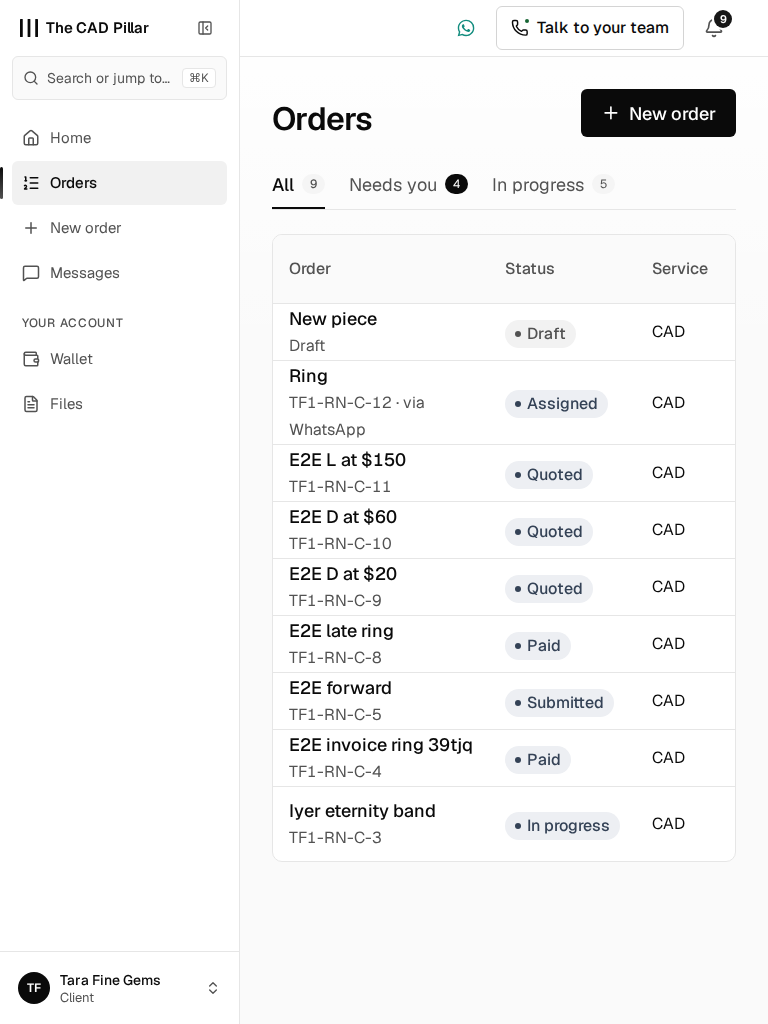 The CAD Pillar
Search or jump to... ⌘K
Home
Orders
New order
Messages
YOUR ACCOUNT
Wallet
Files
TF
Tara Fine Gems
Client
Talk to your team
9
Orders
New order
All 9 Needs you 4 In progress 5
Order Status Service
New piece
Draft
Draft
CAD
Ring
TF1-RN-C-12 · via
WhatsApp
Assigned
CAD
E2E L at $150
TF1-RN-C-11
Quoted
CAD
E2E D at $60
TF1-RN-C-10
Quoted
CAD
E2E D at $20
TF1-RN-C-9
Quoted
CAD
E2E late ring
TF1-RN-C-8
Paid
CAD
E2E forward
TF1-RN-C-5
Submitted
CAD
E2E invoice ring 39tjq
TF1-RN-C-4
Paid
CAD
Iyer eternity band
TF1-RN-C-3
In progress
CAD